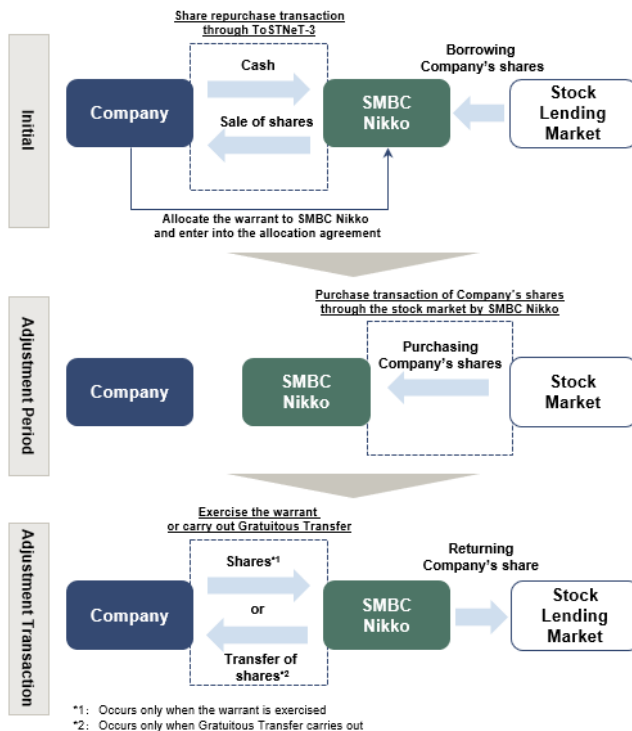 Share repurchase transaction
through ToSTNeT-3
Initial
Company
Cash
Sale of shares
SMBC
Nikko
Borrowing
Company's shares
Stock
Lending
Market
Allocate the warrant to SMBC Nikko
and enter into the allocation agreement
Purchase transaction of Company's shares
through the stock market by SMBC Nikko
Adjustment Period
Company
SMBC
Nikko
Purchasing
Company's shares
Stock
Market
Exercise the warrant
or carry out Gratuitous Transfer
Adjustment Transaction
Company
Shares*1
or
Transfer of
shares*2
SMBC
Nikko
Returning
Company's share
Stock
Lending
Market
*1: Occurs only when the warrant is exercised
*2: Occurs only when Gratuitous Transfer carries out